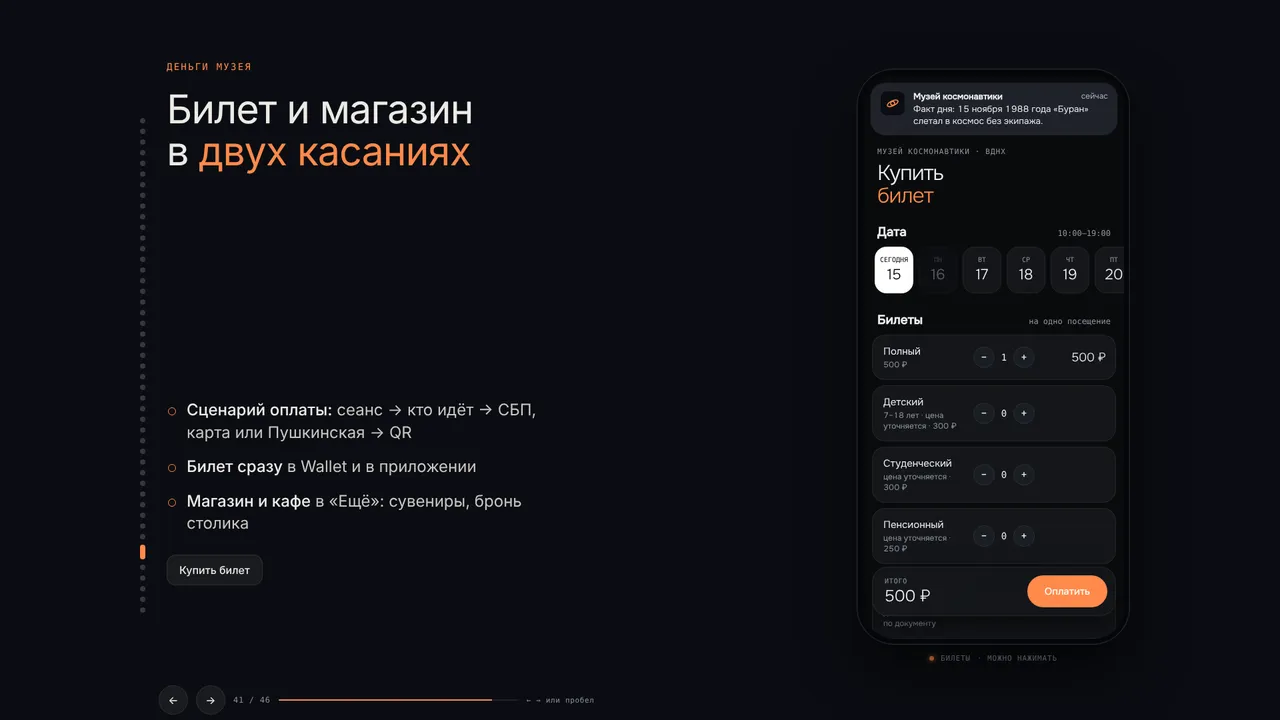 ДЕНЬГИ МУЗЕЯ
Билет и магазин
в двух касаниях
Сценарий оплаты: сеанс → кто идёт → СБП,
карта или Пушкинская → QR
Билет сразу в Wallet и в приложении
Магазин и кафе в «Ещё»: сувениры, бронь
столика
Купить билет
← → 41 / 46 ← → или пробел
Музей космонавтики сейчас
Факт дня: 15 ноября 1988 года «Буран»
слетал в космос без экипажа.
МУЗЕЙ КОСМОНАВТИКИ · ВДНХ
Купить
билет
Дата 10:00–19:00
СЕГОДНЯ ПН ВТ СР ЧТ ПТ
15 16 17 18 19 20
Билеты на одно посещение
Полный
500 ₽
− 1 + 500 ₽
Детский
7–18 лет · цена
уточняется · 300 ₽
− 0 +
Студенческий
цена уточняется ·
300 ₽
− 0 +
Пенсионный
цена уточняется ·
250 ₽
− 0 +
ИТОГО
500 ₽
Оплатить
по документу
БИЛЕТЫ · МОЖНО НАЖИМАТЬ